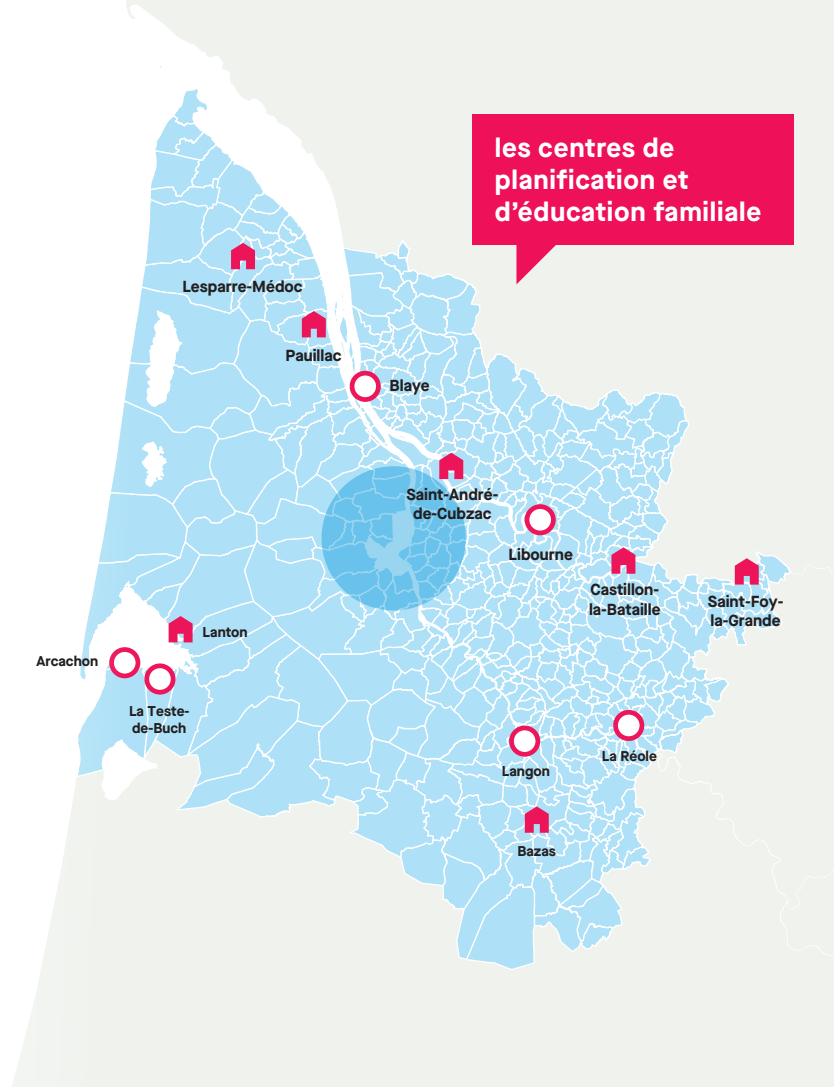 les centres de
planification et
d'éducation familiale
Lesparre-Médoc
Pauillac
Blaye
Saint-André-
de-Cubzac
Libourne
Castillon-
la-Bataille
Saint-Foy-
la-Grande
Lanton
Arcachon
La Teste-
de-Buch
Langon
La Réole
Bazas